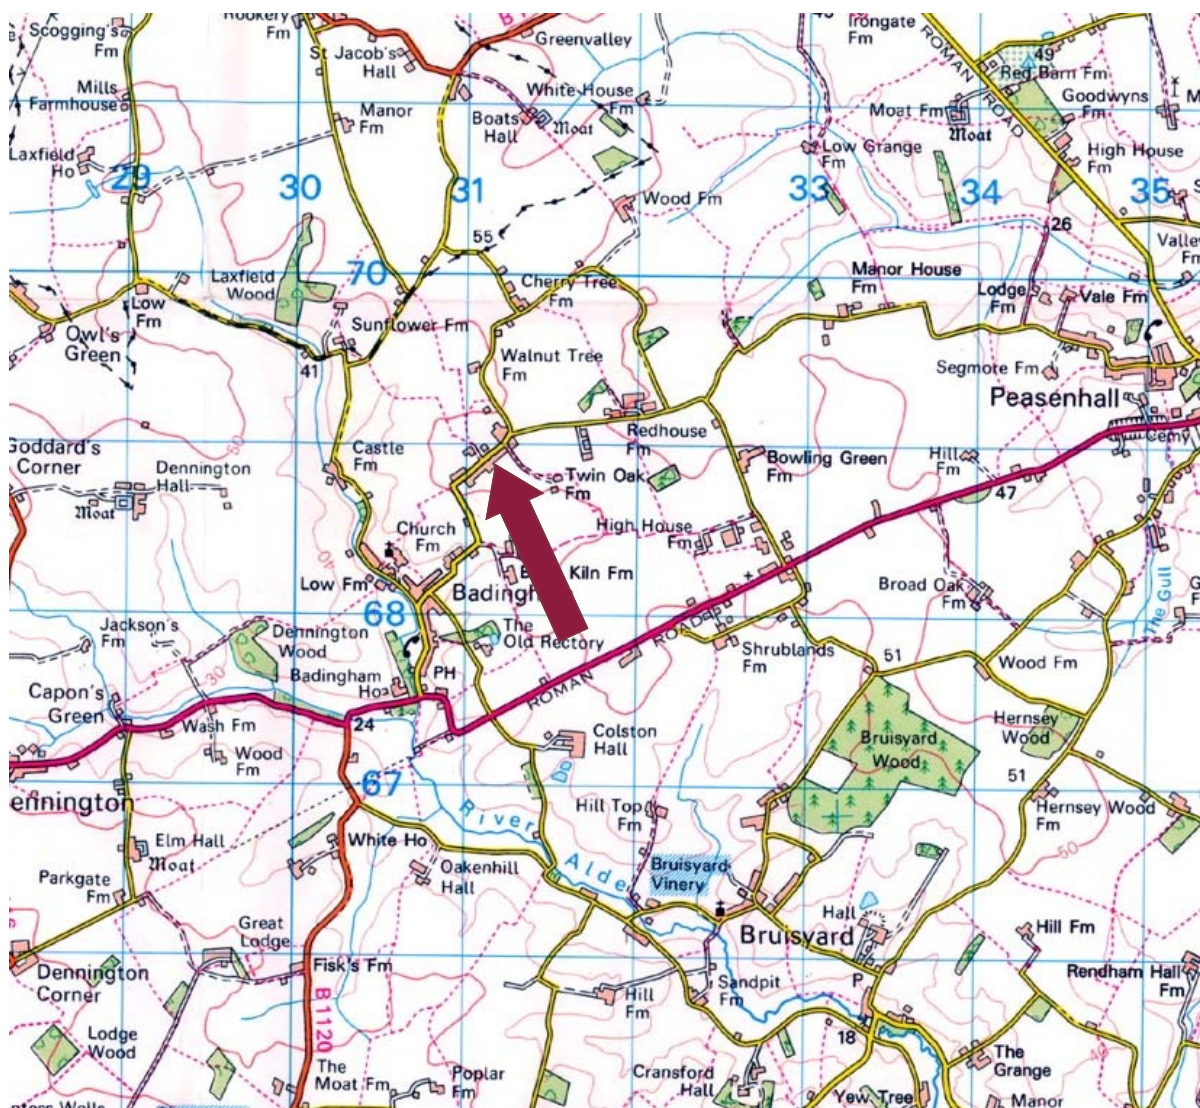 Scogging's
Fm
Rookery
Fm
Greenvalley
Irongate
Fm
ROMAN ROAD
49
Red Barn Fm
St Jacob's
Hall
Mills
Farmhouse
Manor
Fm
Boats
Hall
Moat
White House
Fm
Moat Fm
Moat
Goodwyns
Fm
Laxfield
Ho
Low Grange
Fm
High House
Fm
29
30
31
33
34
35
Wood Fm
26
55
Valley
Fm
Laxfield
Wood
70
Cherry Tree
Fm
Manor House
Fm
Lodge
Fm
Vale Fm
Low
Fm
Owl's
Green
Sunflower Fm
41
Walnut Tree
Fm
Segmore Fm
Peasenhall
Redhouse
Fm
Cemy
50
Goddard's
Corner
Dennington
Hall
Moat
Castle
Fm
Twin Oak
Fm
Bowling Green
Fm
Hill
Fm
47
Church
Fm
High House
Fm
40
Low Fm
Kiln Fm
Broad Oak
Fm
The Gull
68
Jackson's
Fm
Dennington
Wood
The
Old Rectory
ROMAN ROAD
Shrublands
Fm
51
Wood Fm
Capon's
Green
30
Badingham
Ho
PH
Wash Fm
24
Wood
Fm
Colston
Hall
Bruisyard
Wood
Hernsey
Wood
67
51
Hernsey Wood
Fm
River Alde
Hill Top
Fm
50
Elm Hall
Moat
White Ho
Oakenhill
Hall
Bruisyard
Vinery
Parkgate
Fm
Great
Lodge
Hall
Bruisyard
Hill Fm
Fisk's Fm
Dennington
Corner
B1120
Hill
Fm
Sandpit
Fm
P
Rendham Hall
Fm
Lodge
Wood
18
The
Moat Fm
Poplar
Fm
Cransford
Hall
The
Grange
40
Yew Tree
Manor